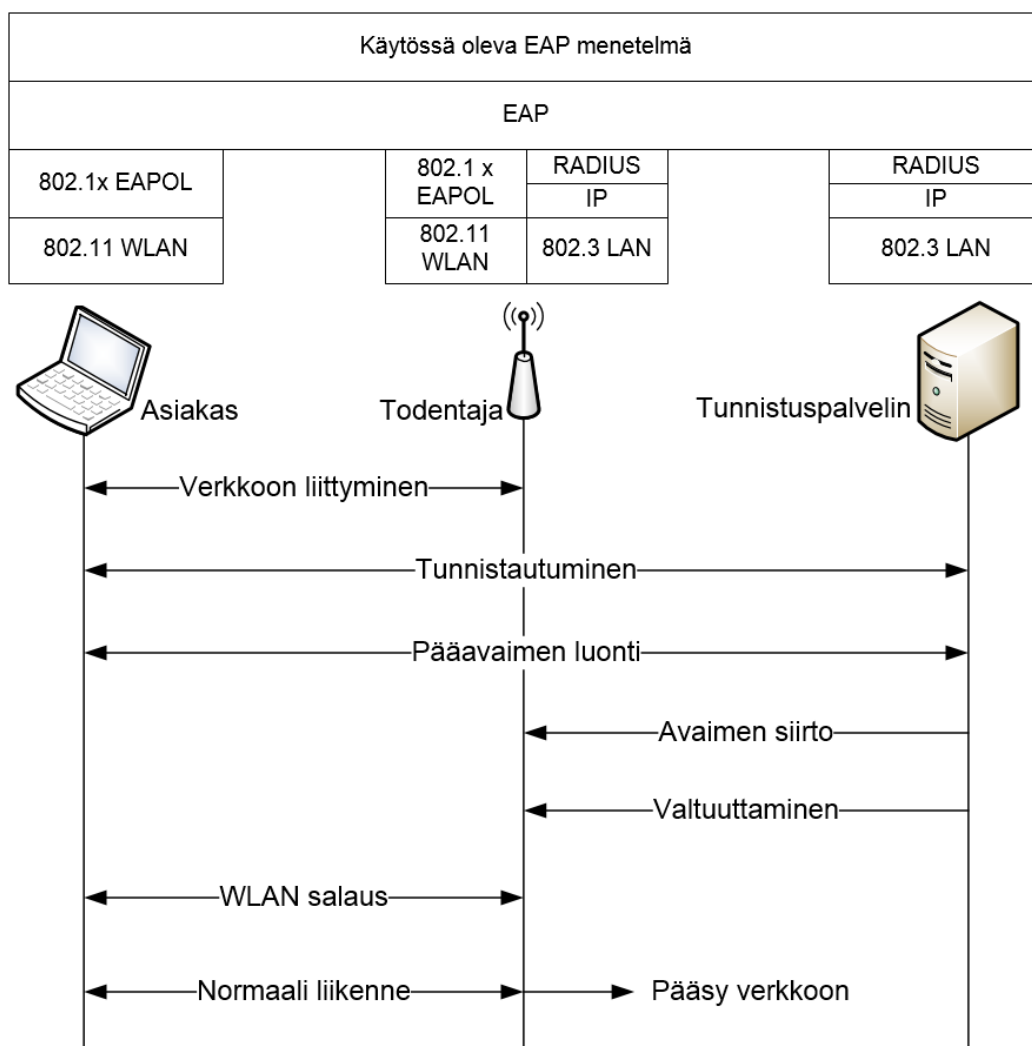 Käytössä oleva EAP menetelmä
EAP
802.1x EAPOL
802.1 x
EAPOL
RADIUS
IP
RADIUS
IP
802.11 WLAN
802.11
WLAN
802.3 LAN
802.3 LAN
Asiakas
Todentaja
Tunnistuspalvelin
Verkkoon liittyminen
Tunnistautuminen
Pääavaimen luonti
Avaimen siirto
Valtuuttaminen
WLAN salaus
Normaali liikenne
Pääsy verkkoon